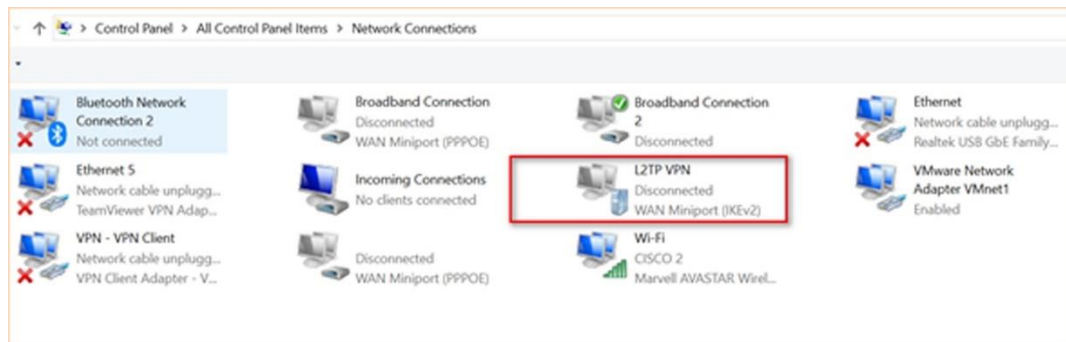 Control Panel > All Control Panel Items > Network Connections
Bluetooth Network
Connection 2
Not connected
Broadband Connection
Disconnected
WAN Miniport (PPPOE)
Broadband Connection
2
Disconnected
Ethernet
Network cable unplugg...
Realtek USB GbE Family...
Ethernet 5
Network cable unplugg...
TeamViewer VPN Adap...
Incoming Connections
No clients connected
L2TP VPN
Disconnected
WAN Miniport (IKEv2)
VMware Network
Adapter VMnet1
Enabled
VPN - VPN Client
Network cable unplugg...
VPN Client Adapter - V...
Disconnected
WAN Miniport (PPPOE)
Wi-Fi
CISCO 2
Marvell AVASTAR Wirel...